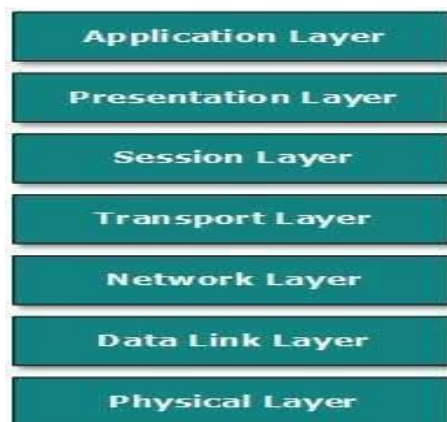 Application Layer
Presentation Layer
Session Layer
Transport Layer
Network Layer
Data Link Layer
Physical Layer